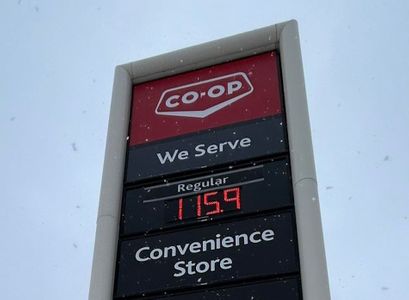 CO-OP
We Serve
Regular
115.9
Convenience
Store